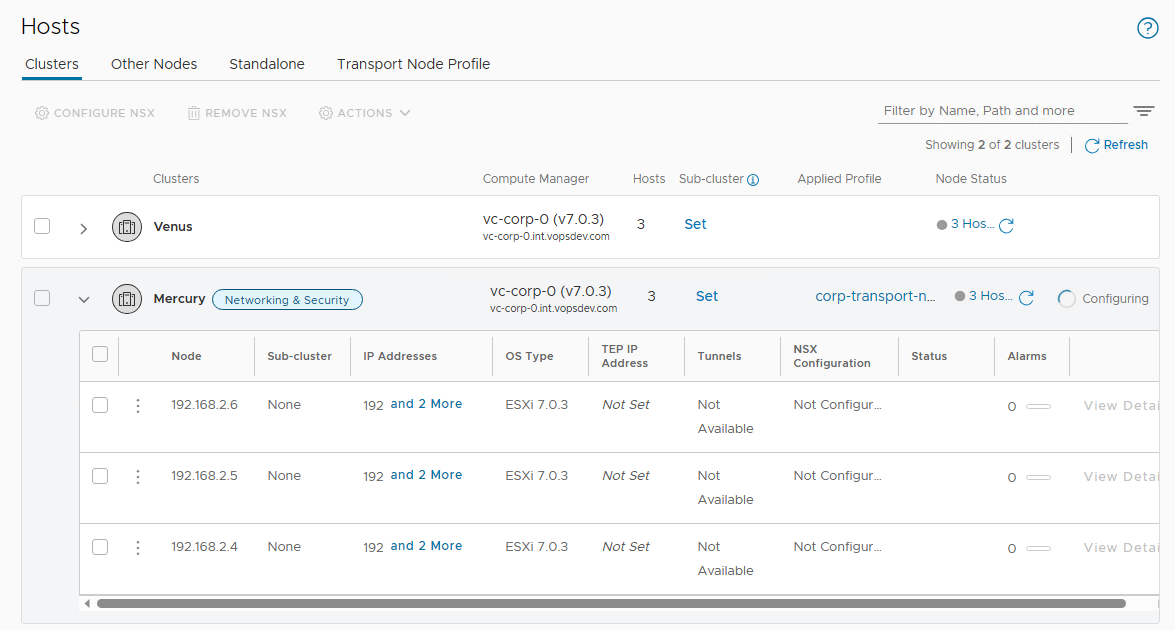 Hosts
Clusters Other Nodes Standalone Transport Node Profile
CONFIGURE NSX REMOVE NSX ACTIONS Filter by Name, Path and more
Showing 2 of 2 clusters Refresh
Clusters Compute Manager Hosts Sub-cluster Applied Profile Node Status
Venus vc-corp-0 (v7.0.3) 3 Set 3 Hos...
vc-corp-0.int.vopsdev.com
Mercury Networking & Security vc-corp-0 (v7.0.3) 3 Set corp-transport-n... 3 Hos... Configuring
vc-corp-0.int.vopsdev.com
Node Sub-cluster IP Addresses OS Type TEP IP Address Tunnels NSX Configuration Status Alarms
192.168.2.6 None 192 and 2 More ESXi 7.0.3 Not Set Not Available Not Configur... 0 View Detai
192.168.2.5 None 192 and 2 More ESXi 7.0.3 Not Set Not Available Not Configur... 0 View Detai
192.168.2.4 None 192 and 2 More ESXi 7.0.3 Not Set Not Available Not Configur... 0 View Detai